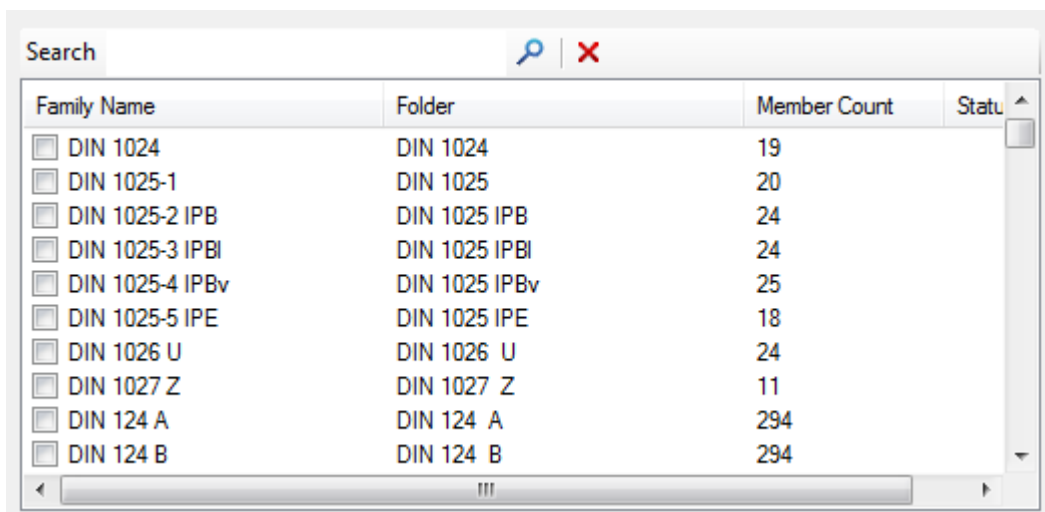 Search
Family Name Folder Member Count Statu
DIN 1024 DIN 1024 19
DIN 1025-1 DIN 1025 20
DIN 1025-2 IPB DIN 1025 IPB 24
DIN 1025-3 IPBl DIN 1025 IPBl 24
DIN 1025-4 IPBv DIN 1025 IPBv 25
DIN 1025-5 IPE DIN 1025 IPE 18
DIN 1026 U DIN 1026  U 24
DIN 1027 Z DIN 1027  Z 11
DIN 124 A DIN 124  A 294
DIN 124 B DIN 124  B 294